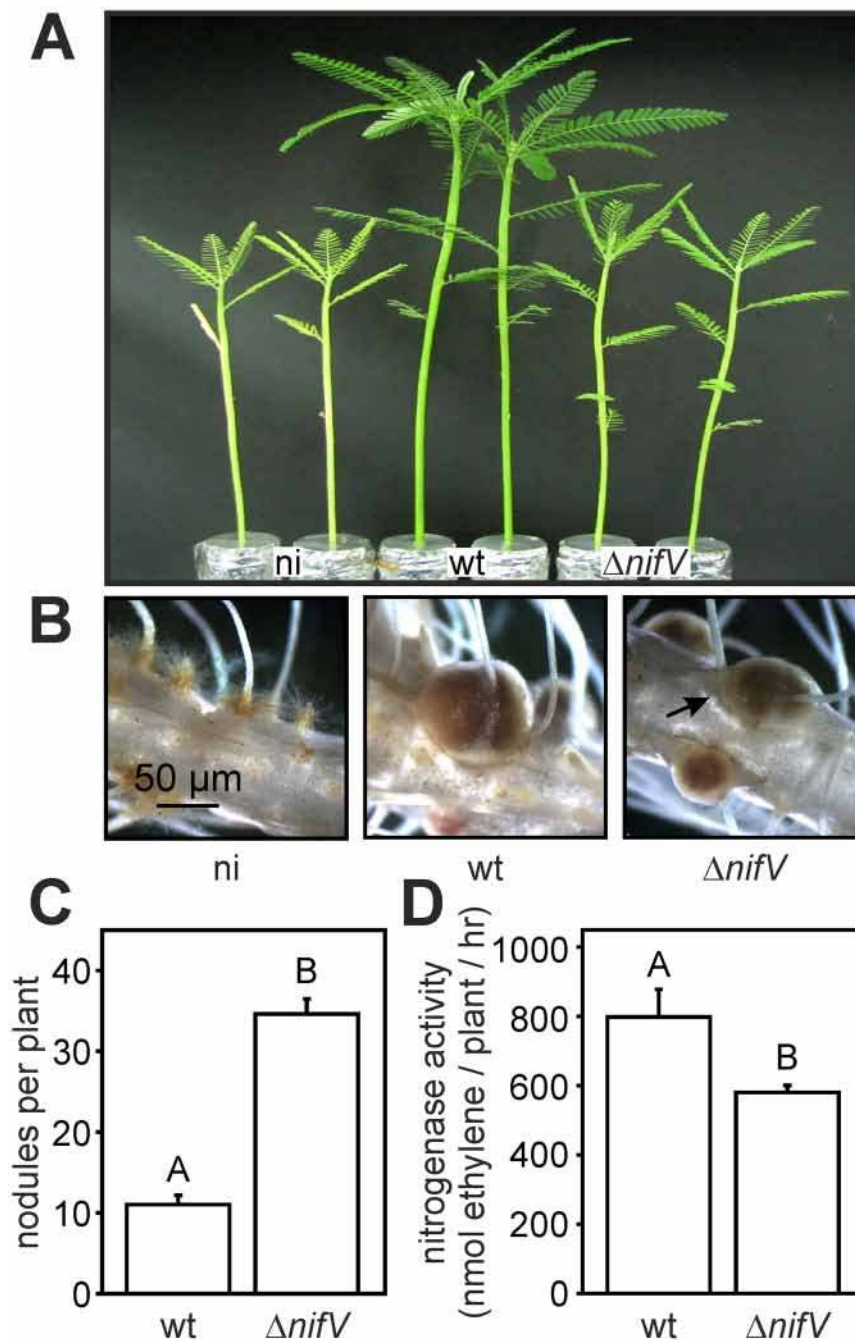 A
ni wt ΔnifV
B
50 µm
ni wt ΔnifV
C
nodules per plant
40
30
20
10
0
A
B
wt ΔnifV
D
nitrogenase activity
(nmol ethylene / plant / hr)
1000
800
600
400
200
0
A
B
wt ΔnifV